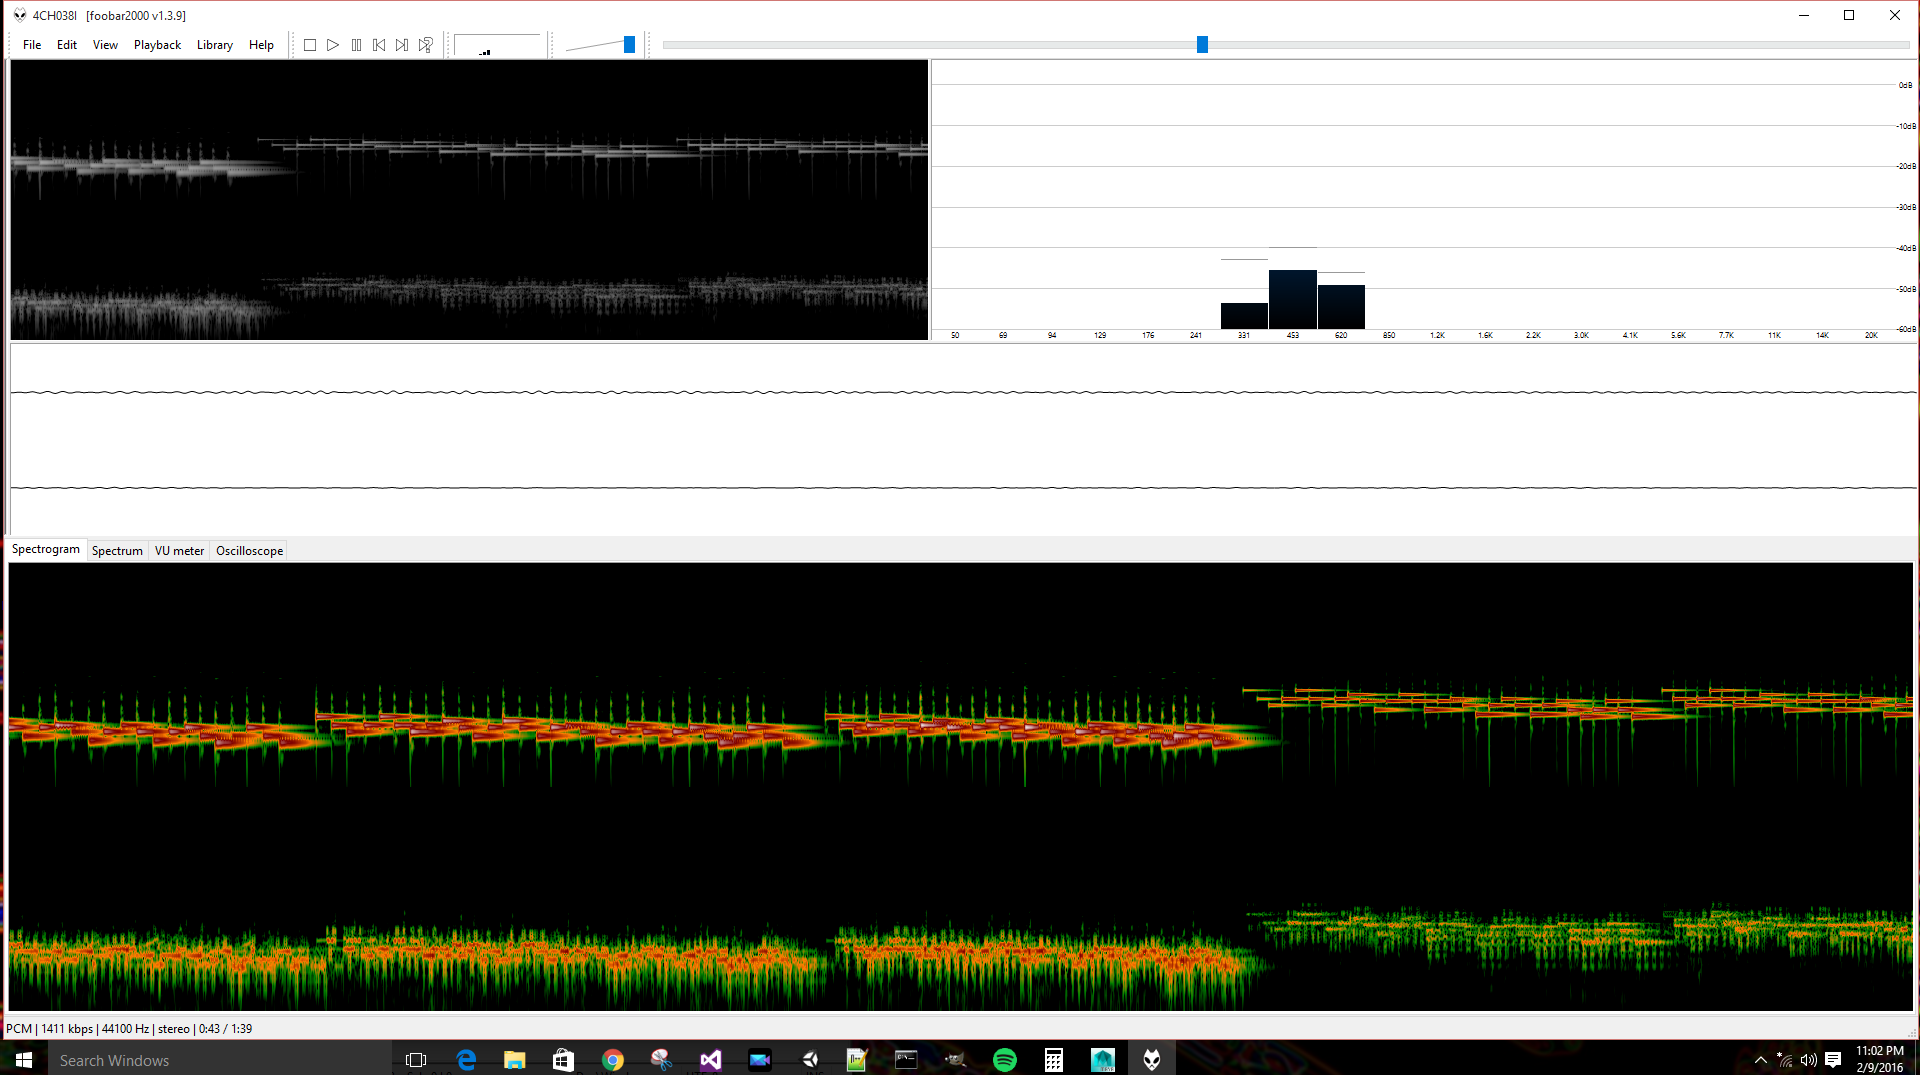 4CH038I [foobar2000 v1.3.9]
File Edit View Playback Library Help
0dB
-10dB
-20dB
-30dB
-40dB
-50dB
-60dB
50 69 94 129 176 241 331 453 620 850 1.2K 1.6K 2.2K 3.0K 4.1K 5.6K 7.7K 11K 14K 20K
Spectrogram Spectrum VU meter Oscilloscope
PCM | 1411 kbps | 44100 Hz | stereo | 0:43 / 1:39
Search Windows
11:02 PM
2/9/2016